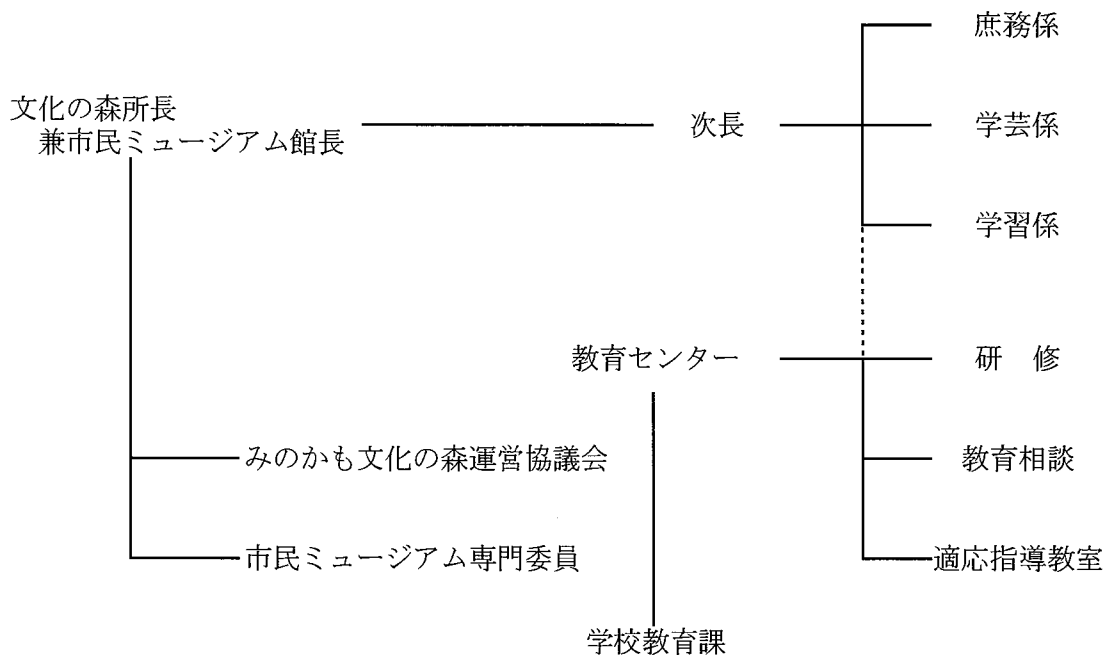 庶務係
文化の森所長
兼市民ミュージアム館長
次長
学芸係
学習係
教育センター
研　修
みのかも文化の森運営協議会
教育相談
市民ミュージアム専門委員
適応指導教室
学校教育課